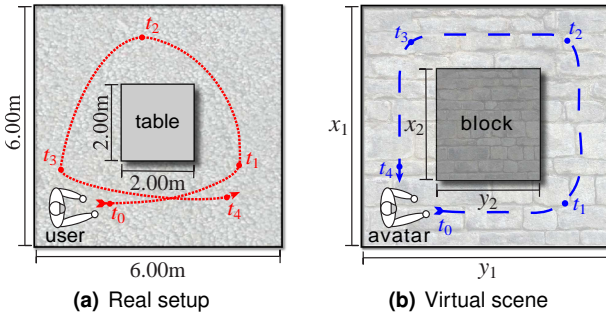 t₂
6.00m
2.00m
table
2.00m
t₃
t₁
t₀
t₄
user
6.00m
(a) Real setup
t₃
t₂
x₁
x₂
block
t₄
y₂
t₁
t₀
avatar
y₁
(b) Virtual scene